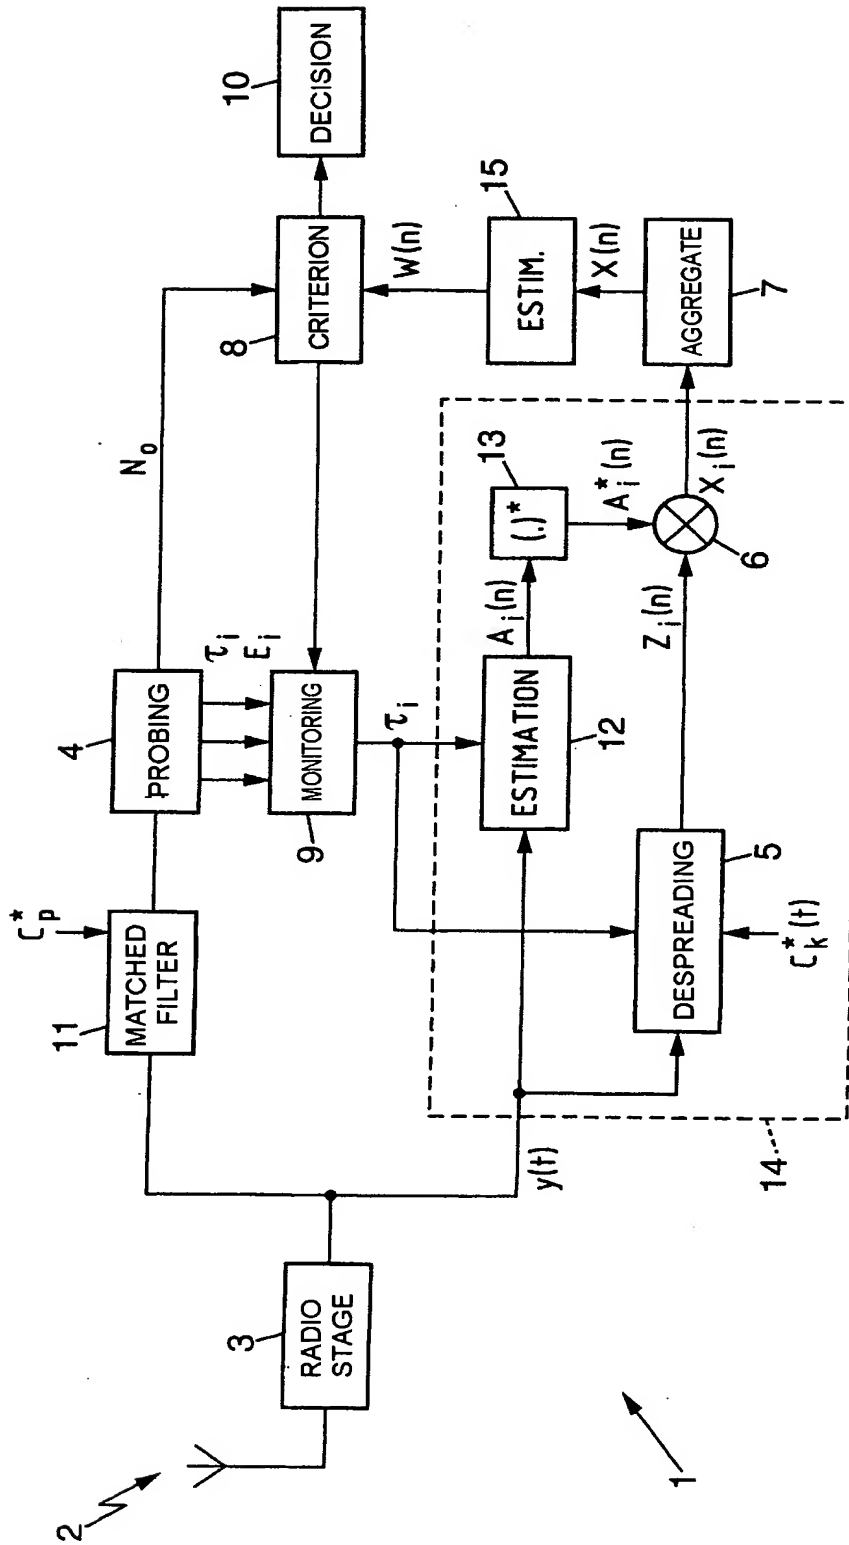 2
1
3
RADIO
STAGE
C*p
11
MATCHED
FILTER
4
PROBING
N0
τi
Ei
9
MONITORING
τi
8
CRITERION
10
DECISION
W(n)
15
ESTIM.
X(n)
AGGREGATE
7
y(t)
14
ESTIMATION
12
Ai(n)
13
(.)*
A*i(n)
Xi(n)
6
Zi(n)
DESPREADING
5
C*k(t)